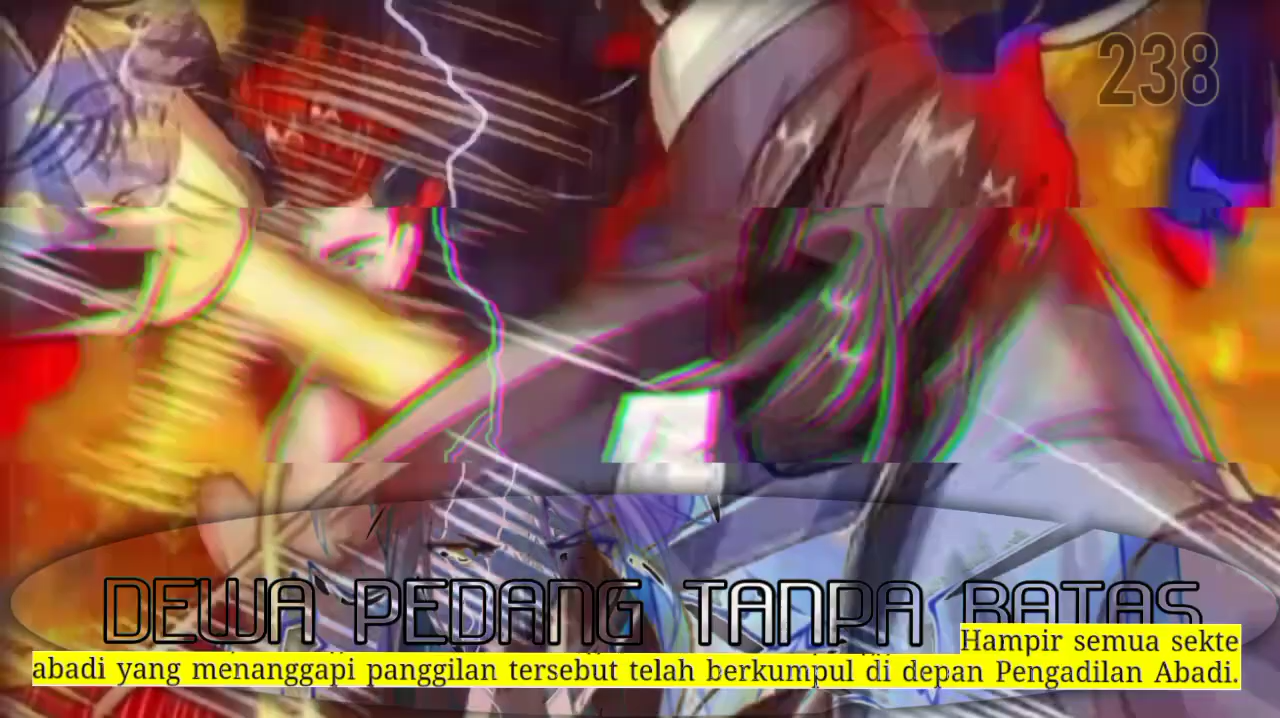 238
DEWA PEDANG TANPA BATAS
Hampir semua sekte
abadi yang menanggapi panggilan tersebut telah berkumpul di depan Pengadilan Abadi.